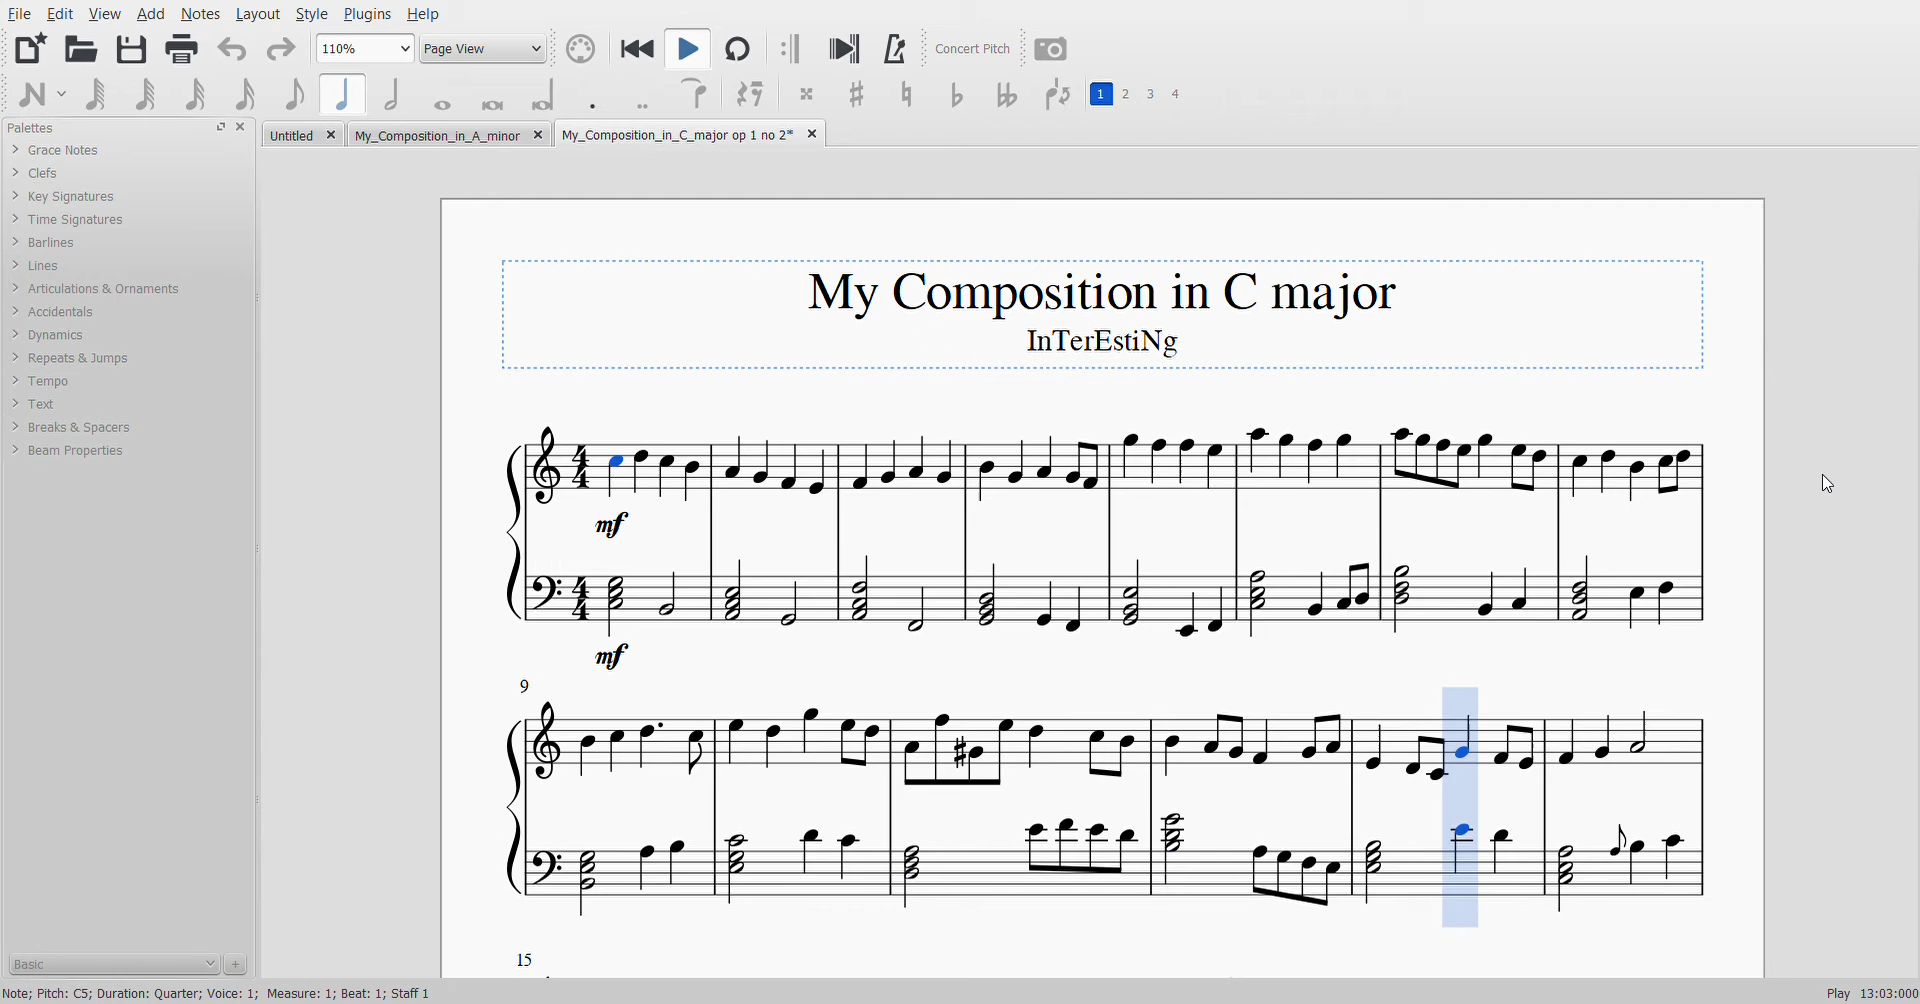 File Edit View Add Notes Layout Style Plugins Help
110% Page View Concert Pitch
1 2 3 4
Palettes
Untitled My_Composition_in_A_minor My_Composition_in_C_major op 1 no 2*
Grace Notes
Clefs
Key Signatures
Time Signatures
Barlines
Lines
Articulations & Ornaments
Accidentals
Dynamics
Repeats & Jumps
Tempo
Text
Breaks & Spacers
Beam Properties
Basic +
My Composition in C major
InTerEstiNg
mf
mf
9
15
Note; Pitch: C5; Duration: Quarter; Voice: 1; Measure: 1; Beat: 1; Staff 1
Play 13:03:000